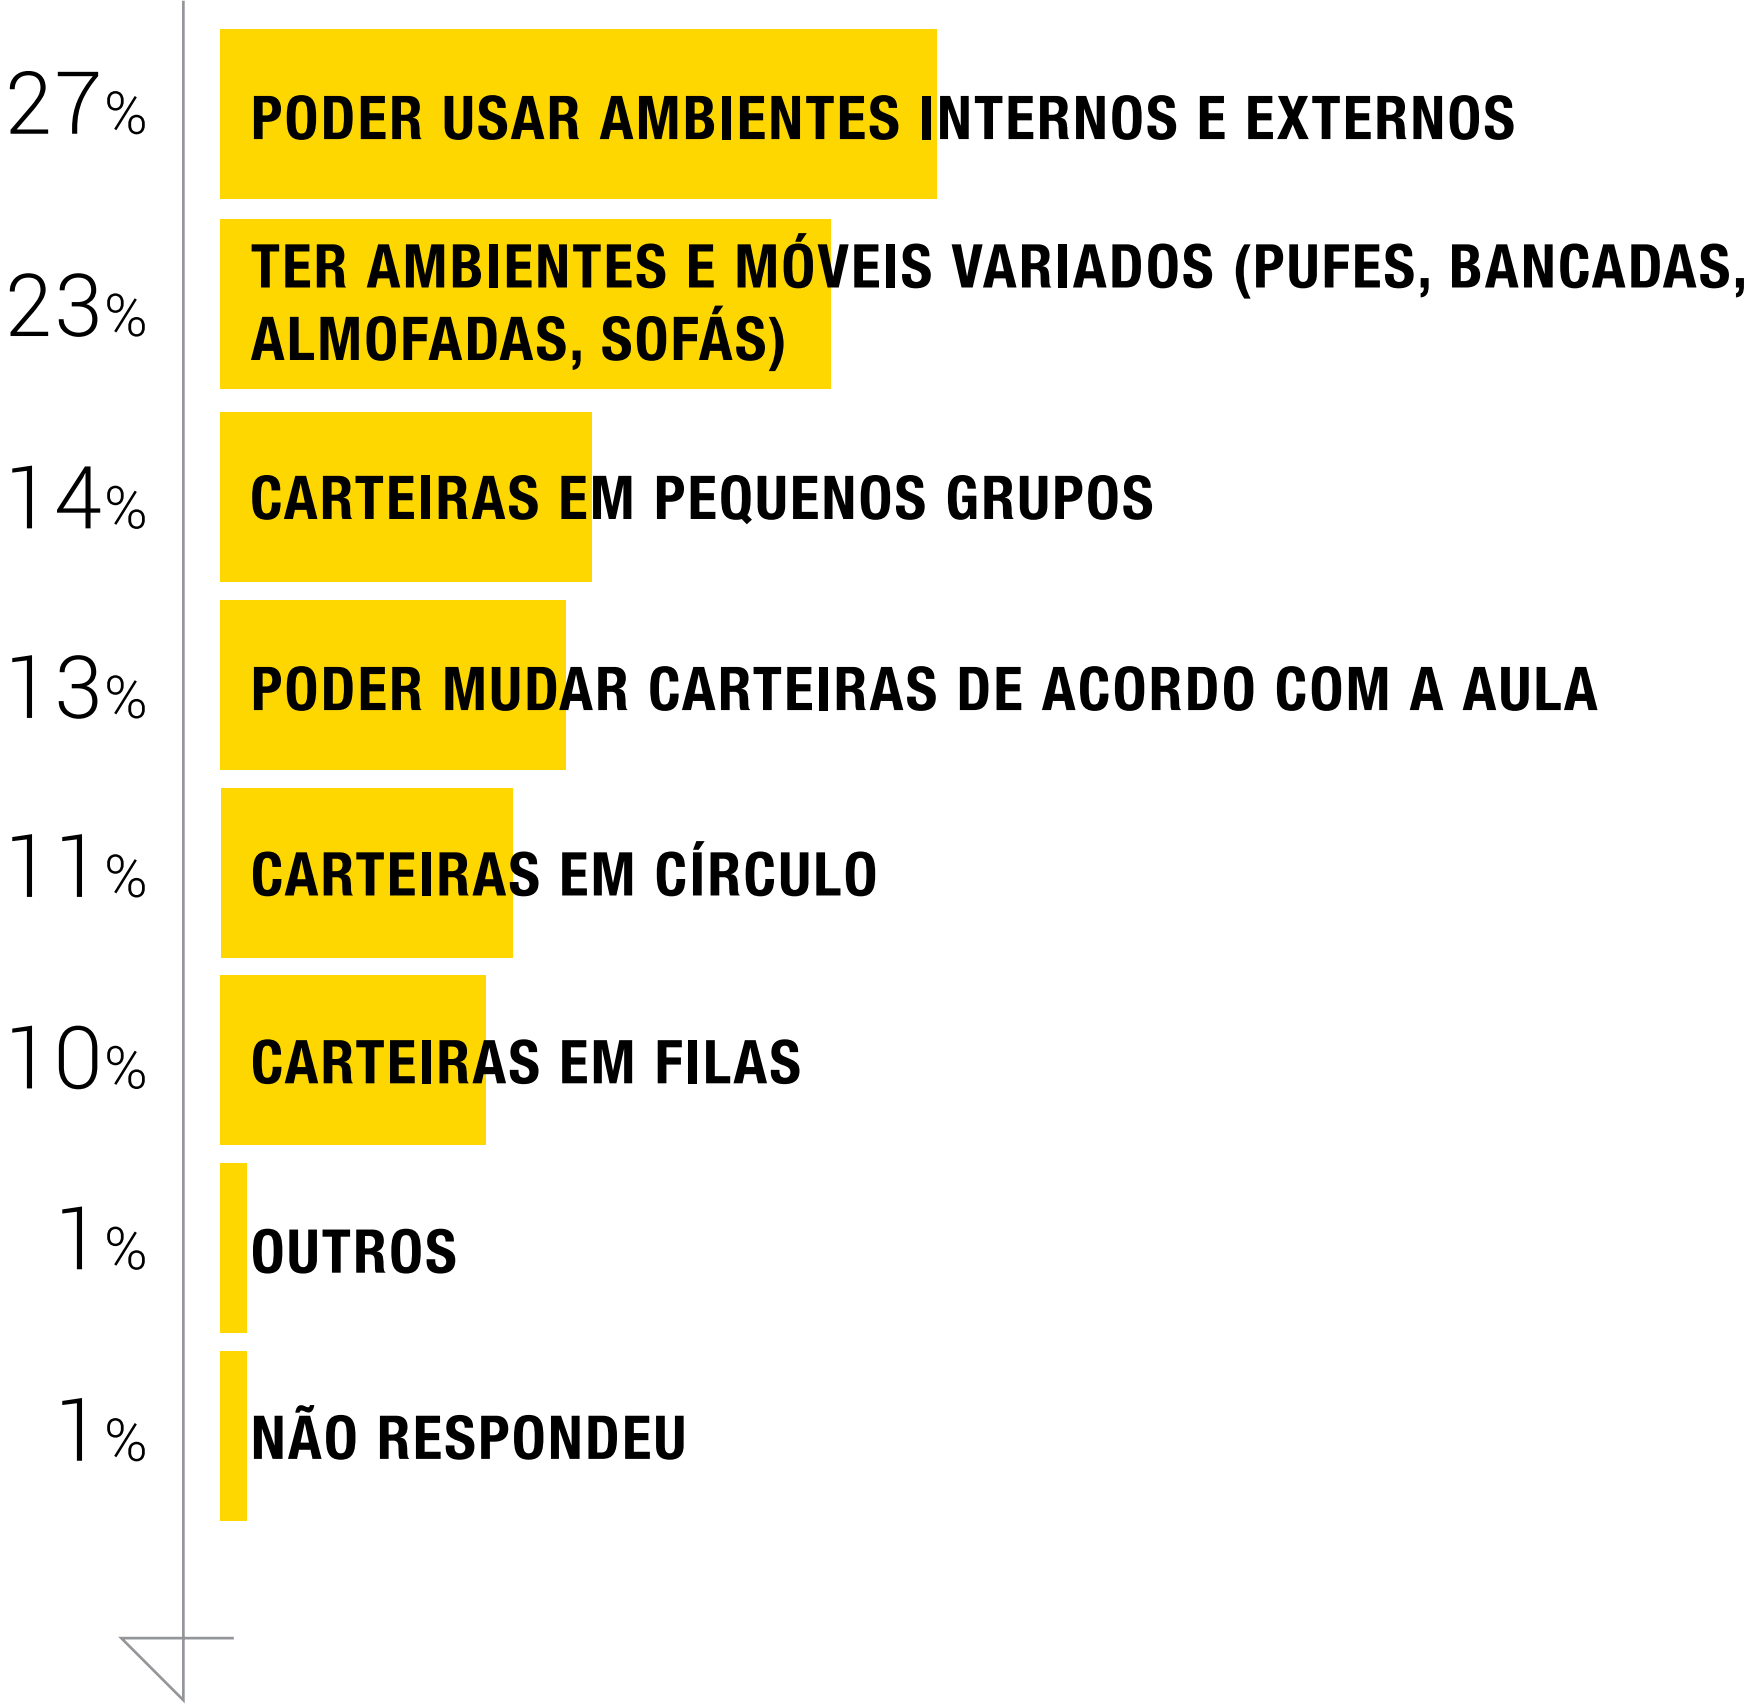 27% PODER USAR AMBIENTES INTERNOS E EXTERNOS
23% TER AMBIENTES E MÓVEIS VARIADOS (PUFES, BANCADAS,
ALMOFADAS, SOFÁS)
14% CARTEIRAS EM PEQUENOS GRUPOS
13% PODER MUDAR CARTEIRAS DE ACORDO COM A AULA
11% CARTEIRAS EM CÍRCULO
10% CARTEIRAS EM FILAS
1% OUTROS
1% NÃO RESPONDEU